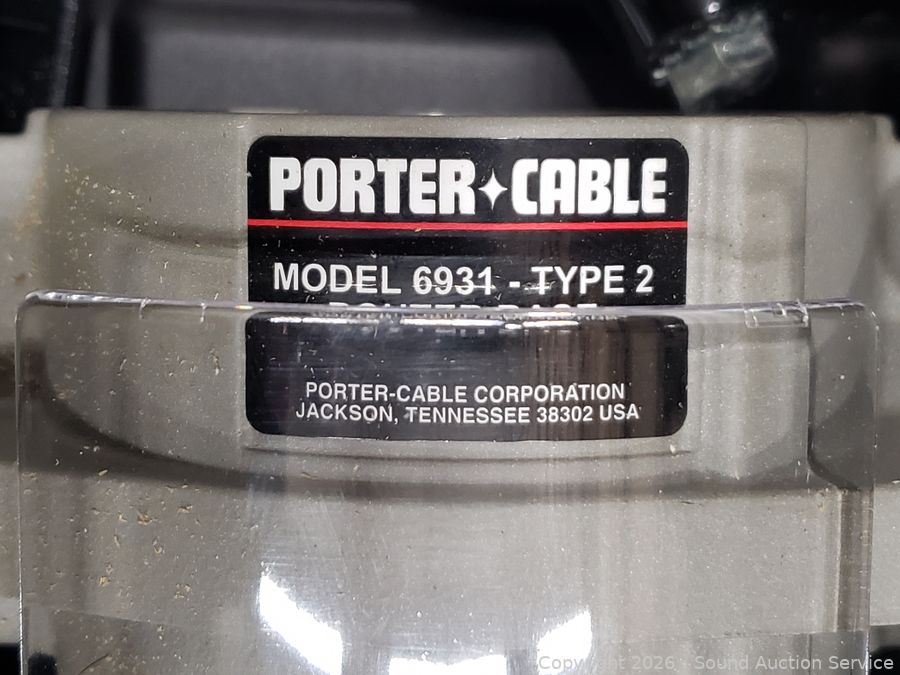 PORTER✦CABLE
MODEL 6931 - TYPE 2
PORTER-CABLE CORPORATION
JACKSON, TENNESSEE 38302 USA
Copyright 2026 - Sound Auction Service